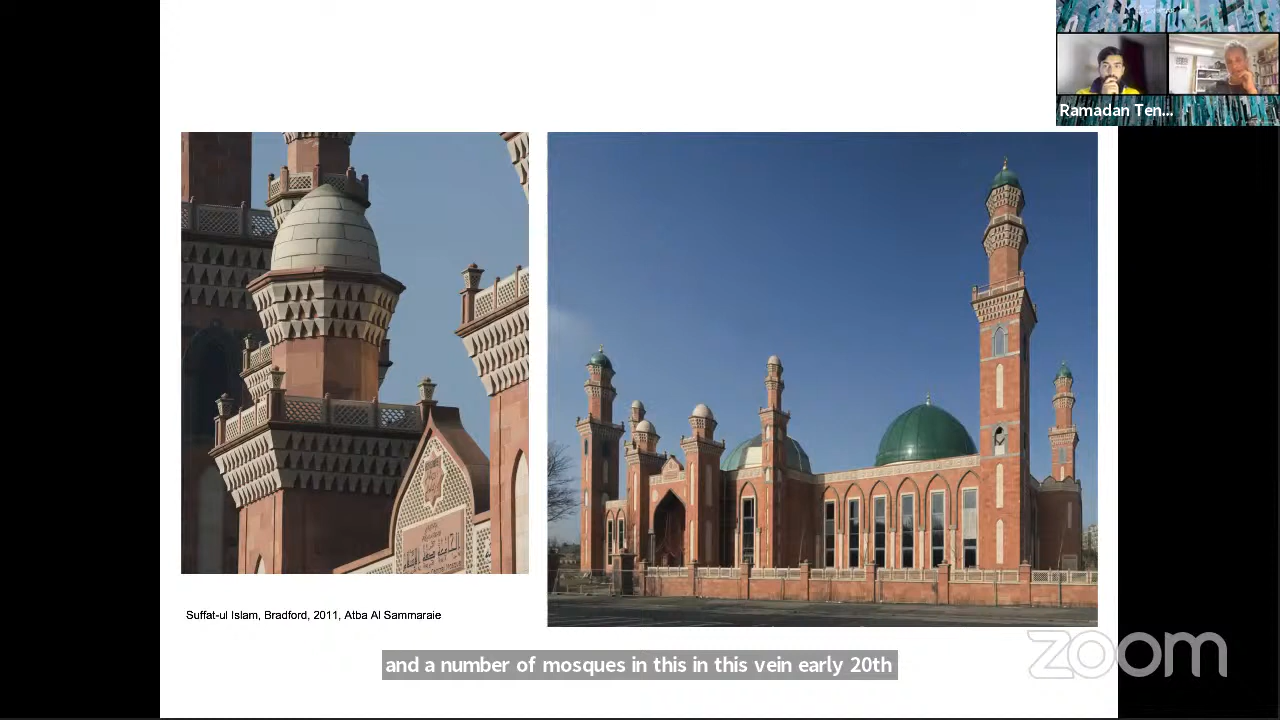 Ramadan Ten...
Suffat-ul Islam, Bradford, 2011, Atba Al Sammaraie
and a number of mosques in this in this vein early 20th
zoom